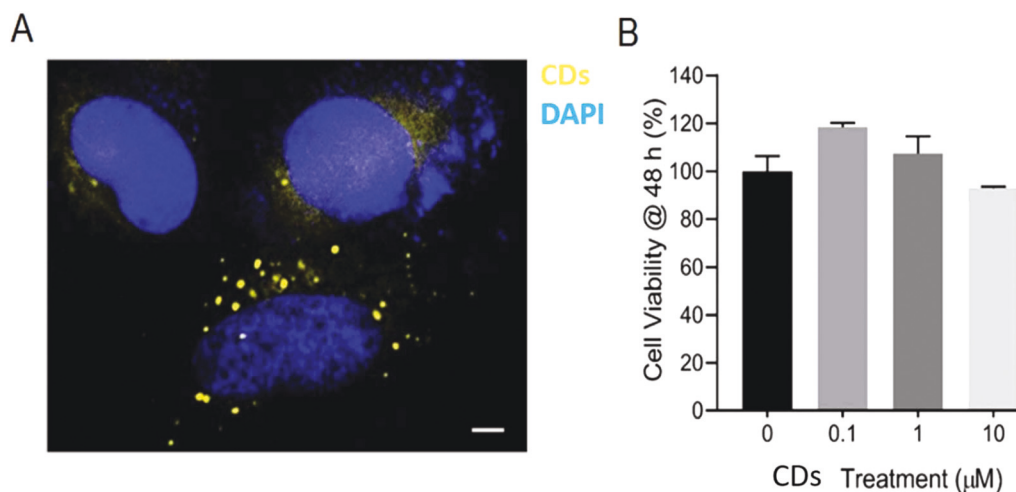 A
CDs
DAPI
B
Cell Viability @ 48 h (%)
140
120
100
80
60
40
20
0
0 0.1 1 10
CDs Treatment (μM)